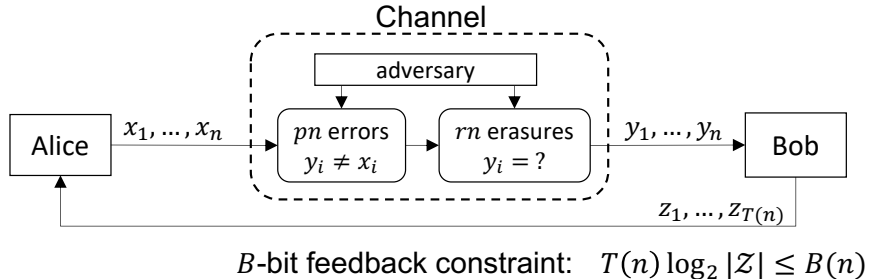 Channel
adversary
Alice
x₁, …, xₙ
pn errors
yᵢ ≠ xᵢ
rn erasures
yᵢ = ?
y₁, …, yₙ
Bob
z₁, …, z_{T(n)}
B-bit feedback constraint: T(n) log₂ |𝒵| ≤ B(n)